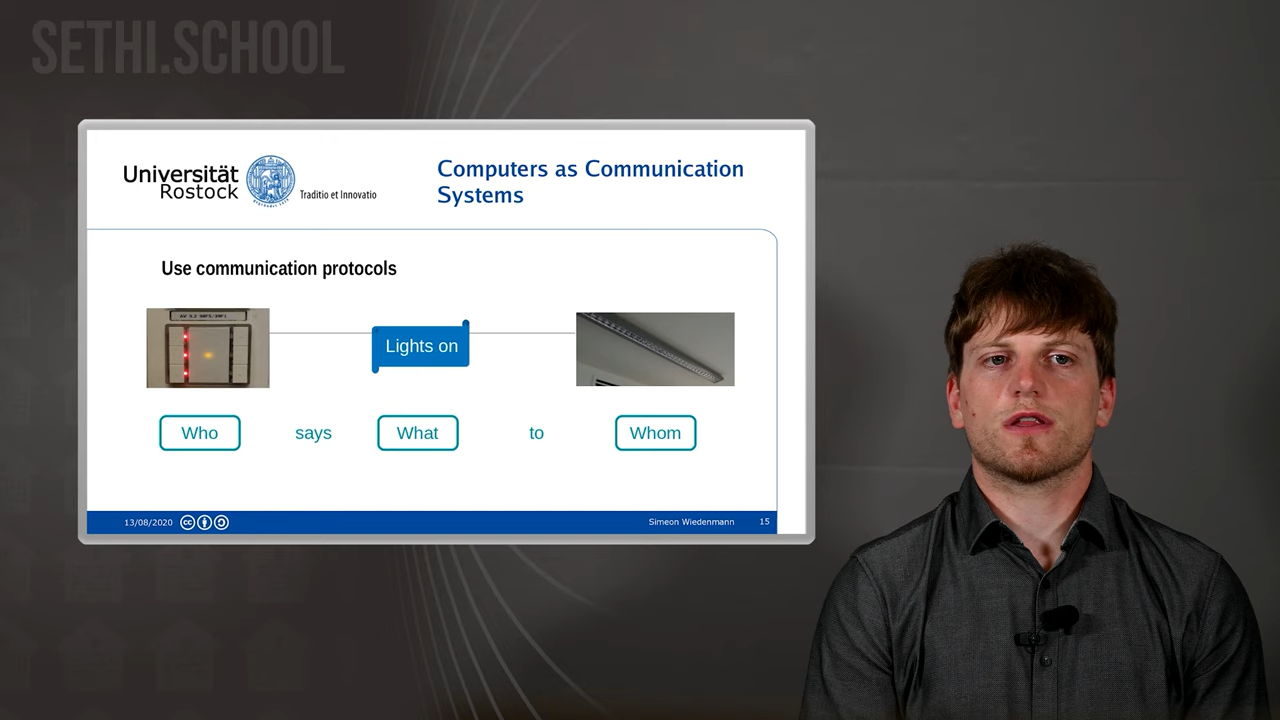 SETHI.SCHOOL
Universität
Rostock
Traditio et Innovatio
Computers as Communication
Systems
Use communication protocols
Lights on
Who says What to Whom
13/08/2020
Simeon Wiedenmann 15